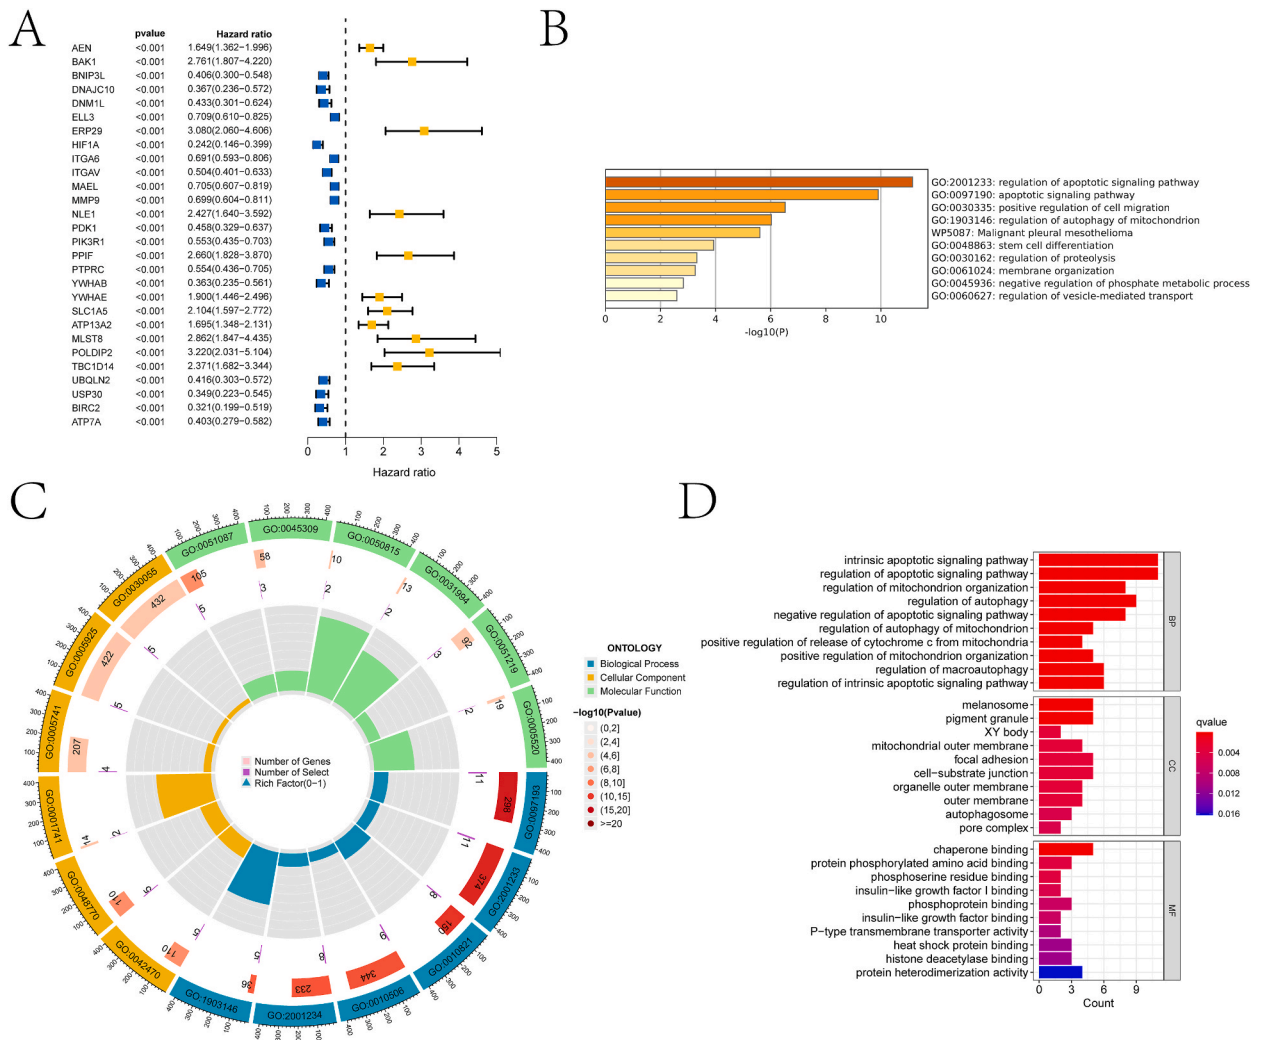 A
pvalue Hazard ratio
AEN <0.001 1.649(1.362−1.996)
BAK1 <0.001 2.761(1.807−4.220)
BNIP3L <0.001 0.406(0.300−0.548)
DNAJC10 <0.001 0.367(0.236−0.572)
DNM1L <0.001 0.433(0.301−0.624)
ELL3 <0.001 0.709(0.610−0.825)
ERP29 <0.001 3.080(2.060−4.606)
HIF1A <0.001 0.242(0.146−0.399)
ITGA6 <0.001 0.691(0.593−0.806)
ITGAV <0.001 0.504(0.401−0.633)
MAEL <0.001 0.705(0.607−0.819)
MMP9 <0.001 0.699(0.604−0.811)
NLE1 <0.001 2.427(1.640−3.592)
PDK1 <0.001 0.458(0.329−0.637)
PIK3R1 <0.001 0.553(0.435−0.703)
PPIF <0.001 2.660(1.828−3.870)
PTPRC <0.001 0.554(0.436−0.705)
YWHAB <0.001 0.363(0.235−0.561)
YWHAE <0.001 1.900(1.446−2.496)
SLC1A5 <0.001 2.104(1.597−2.772)
ATP13A2 <0.001 1.695(1.348−2.131)
MLST8 <0.001 2.862(1.847−4.435)
POLDIP2 <0.001 3.220(2.031−5.104)
TBC1D14 <0.001 2.371(1.682−3.344)
UBQLN2 <0.001 0.416(0.303−0.572)
USP30 <0.001 0.349(0.223−0.545)
BIRC2 <0.001 0.321(0.199−0.519)
ATP7A <0.001 0.403(0.279−0.582)
0 1 2 3 4 5
Hazard ratio
B
GO:2001233: regulation of apoptotic signaling pathway
GO:0097190: apoptotic signaling pathway
GO:0030335: positive regulation of cell migration
GO:1903146: regulation of autophagy of mitochondrion
WP5087: Malignant pleural mesothelioma
GO:0048863: stem cell differentiation
GO:0030162: regulation of proteolysis
GO:0061024: membrane organization
GO:0045936: negative regulation of phosphate metabolic process
GO:0060627: regulation of vesicle-mediated transport
0 2 4 6 8 10
-log10(P)
C
GO:0045309 58 3
GO:0050815 10 2
GO:0031994 13 2
GO:0051219 92 3
GO:0005520 19 2
GO:0097193 296 11
GO:2001233 374 11
GO:0010821 150 8
GO:0010506 344 9
GO:2001234 233 8
GO:1903146 36 5
GO:0042470 110 5
GO:0048770 110 5
GO:0001741 14 2
GO:0005741 207 4
GO:0005925 422 5
GO:0030055 432 5
GO:0051087 105 5
100 200 300 400
Number of Genes
Number of Select
Rich Factor(0−1)
ONTOLOGY
Biological Process
Cellular Component
Molecular Function
−log10(Pvalue)
(0,2]
(2,4]
(4,6]
(6,8]
(8,10]
(10,15]
(15,20]
>=20
D
intrinsic apoptotic signaling pathway
regulation of apoptotic signaling pathway
regulation of mitochondrion organization
regulation of autophagy
negative regulation of apoptotic signaling pathway
regulation of autophagy of mitochondrion
positive regulation of release of cytochrome c from mitochondria
positive regulation of mitochondrion organization
regulation of macroautophagy
regulation of intrinsic apoptotic signaling pathway
BP
melanosome
pigment granule
XY body
mitochondrial outer membrane
focal adhesion
cell-substrate junction
organelle outer membrane
outer membrane
autophagosome
pore complex
CC
chaperone binding
protein phosphorylated amino acid binding
phosphoserine residue binding
insulin-like growth factor I binding
phosphoprotein binding
insulin-like growth factor binding
P-type transmembrane transporter activity
heat shock protein binding
histone deacetylase binding
protein heterodimerization activity
MF
0 3 6 9
Count
qvalue
0.004
0.008
0.012
0.016